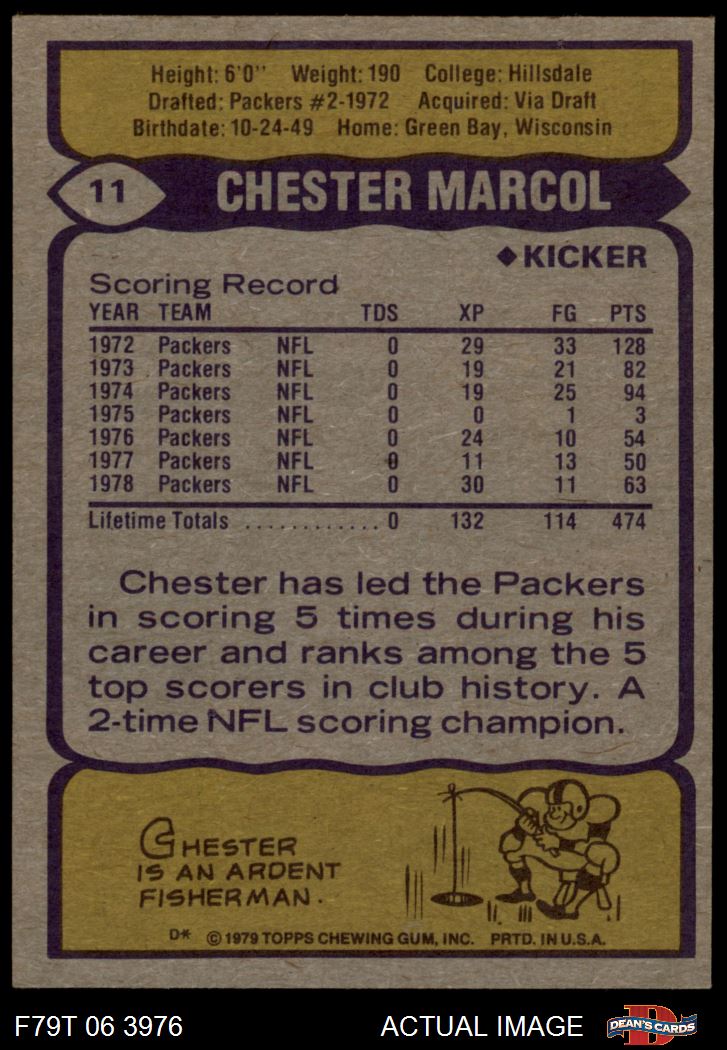 Height: 6'0" Weight: 190 College: Hillsdale
Drafted: Packers #2-1972 Acquired: Via Draft
Birthdate: 10-24-49 Home: Green Bay, Wisconsin
11 CHESTER MARCOL
◆KICKER
Scoring Record
YEAR TEAM TDS XP FG PTS
1972 Packers NFL 0 29 33 128
1973 Packers NFL 0 19 21 82
1974 Packers NFL 0 19 25 94
1975 Packers NFL 0 0 1 3
1976 Packers NFL 0 24 10 54
1977 Packers NFL 0 11 13 50
1978 Packers NFL 0 30 11 63
Lifetime Totals ............ 0 132 114 474
Chester has led the Packers
in scoring 5 times during his
career and ranks among the 5
top scorers in club history. A
2-time NFL scoring champion.
CHESTER
IS AN ARDENT
FISHERMAN.
D* © 1979 TOPPS CHEWING GUM, INC. PRTD. IN U.S.A.
F79T 06 3976 ACTUAL IMAGE D DEAN'S CARDS